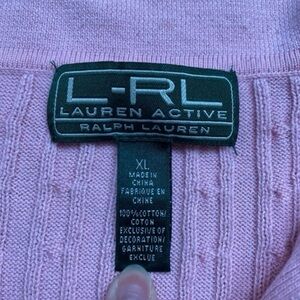 L-RL
LAUREN ACTIVE
RALPH LAUREN
XL
MADE IN
CHINA
FABRIQUÉ EN
CHINE
100% COTTON/
COTON
EXCLUSIVE OF
DECORATION/
GARNITURE
EXCLUE